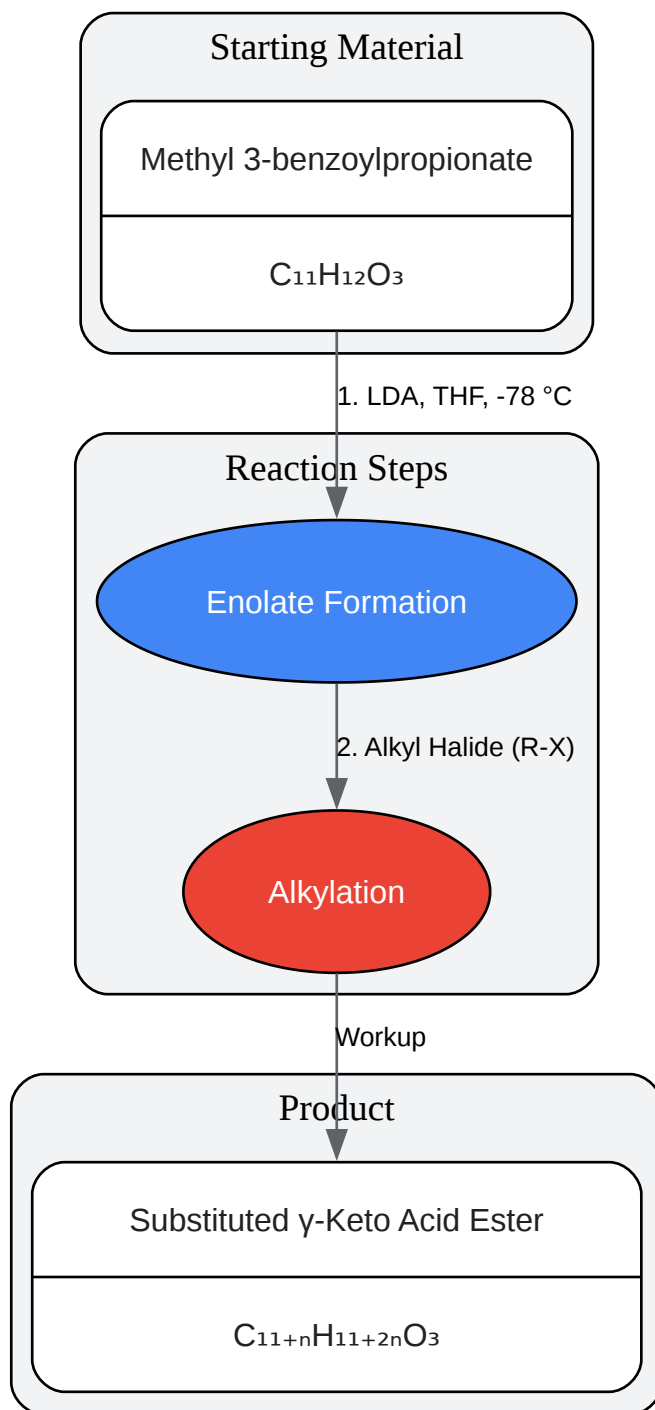 Starting Material
Methyl 3-benzoylpropionate
C₁₁H₁₂O₃
1. LDA, THF, -78 °C
Reaction Steps
Enolate Formation
2. Alkyl Halide (R-X)
Alkylation
Workup
Product
Substituted γ-Keto Acid Ester
C₁₁₊ₙH₁₁₊₂ₙO₃